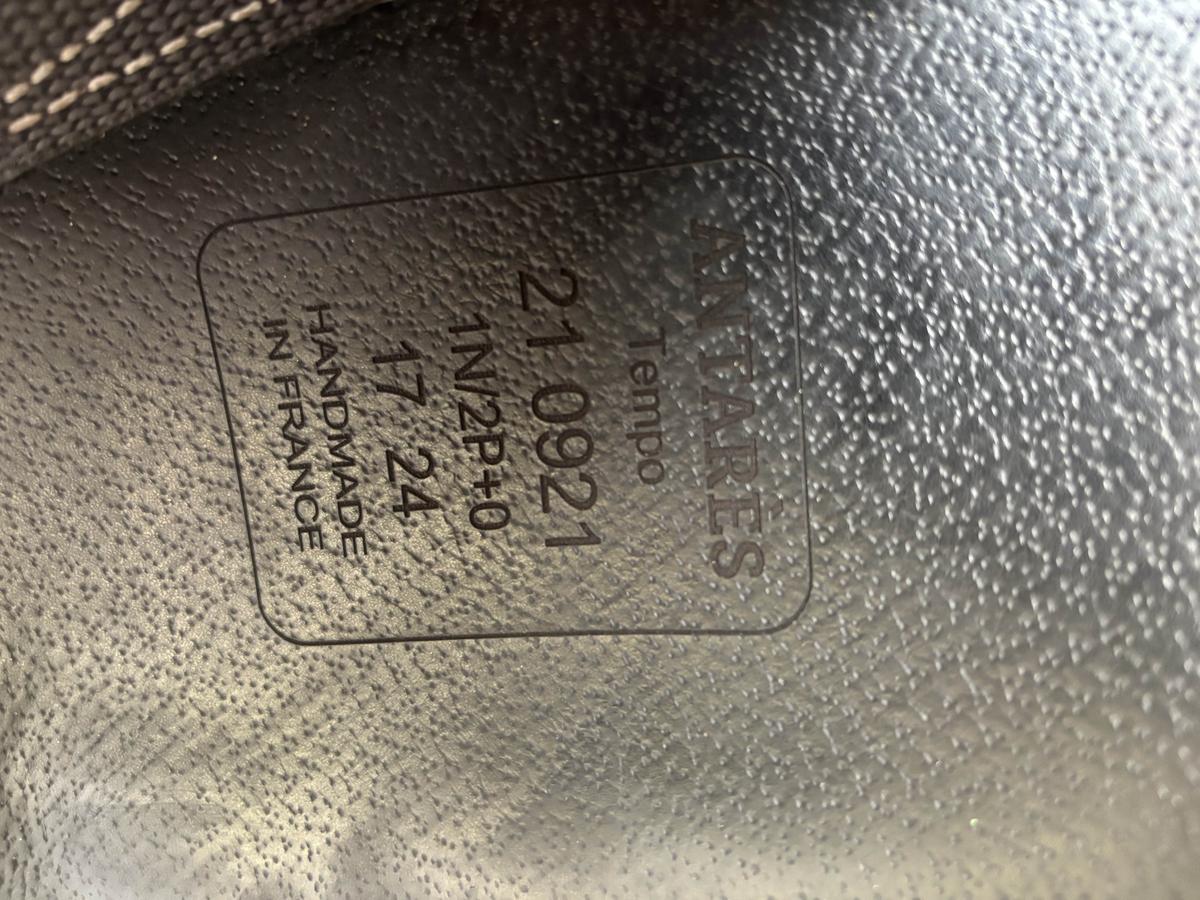 ANTARÈS
Tempo
21 0921
1N/2P+0
17 24
HANDMADE
IN FRANCE